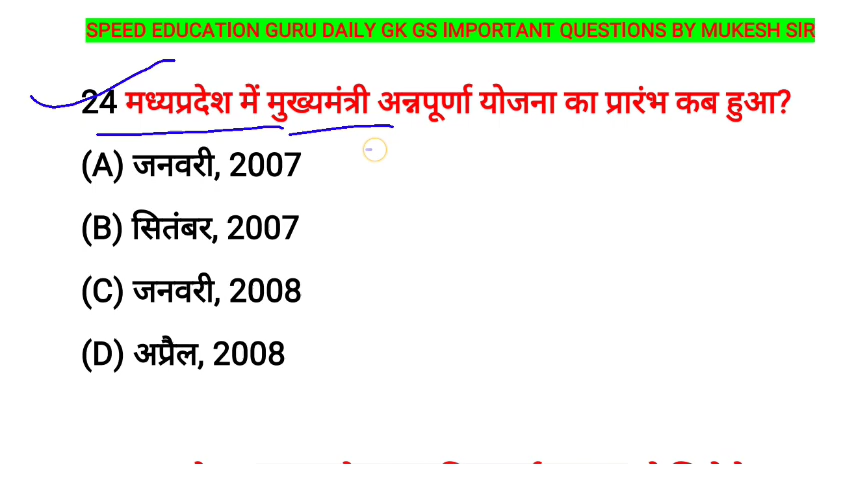 SPEED EDUCATION GURU DAILY GK GS IMPORTANT QUESTIONS BY MUKESH SIR
24 मध्यप्रदेश में मुख्यमंत्री अन्नपूर्णा योजना का प्रारंभ कब हुआ?
(A) जनवरी, 2007
(B) सितंबर, 2007
(C) जनवरी, 2008
(D) अप्रैल, 2008